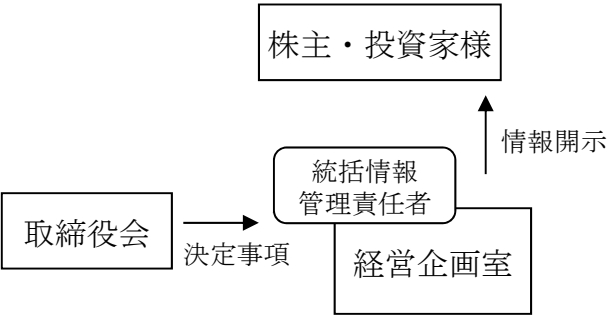 株主・投資家様
情報開示
統括情報
管理責任者
取締役会
決定事項
経営企画室